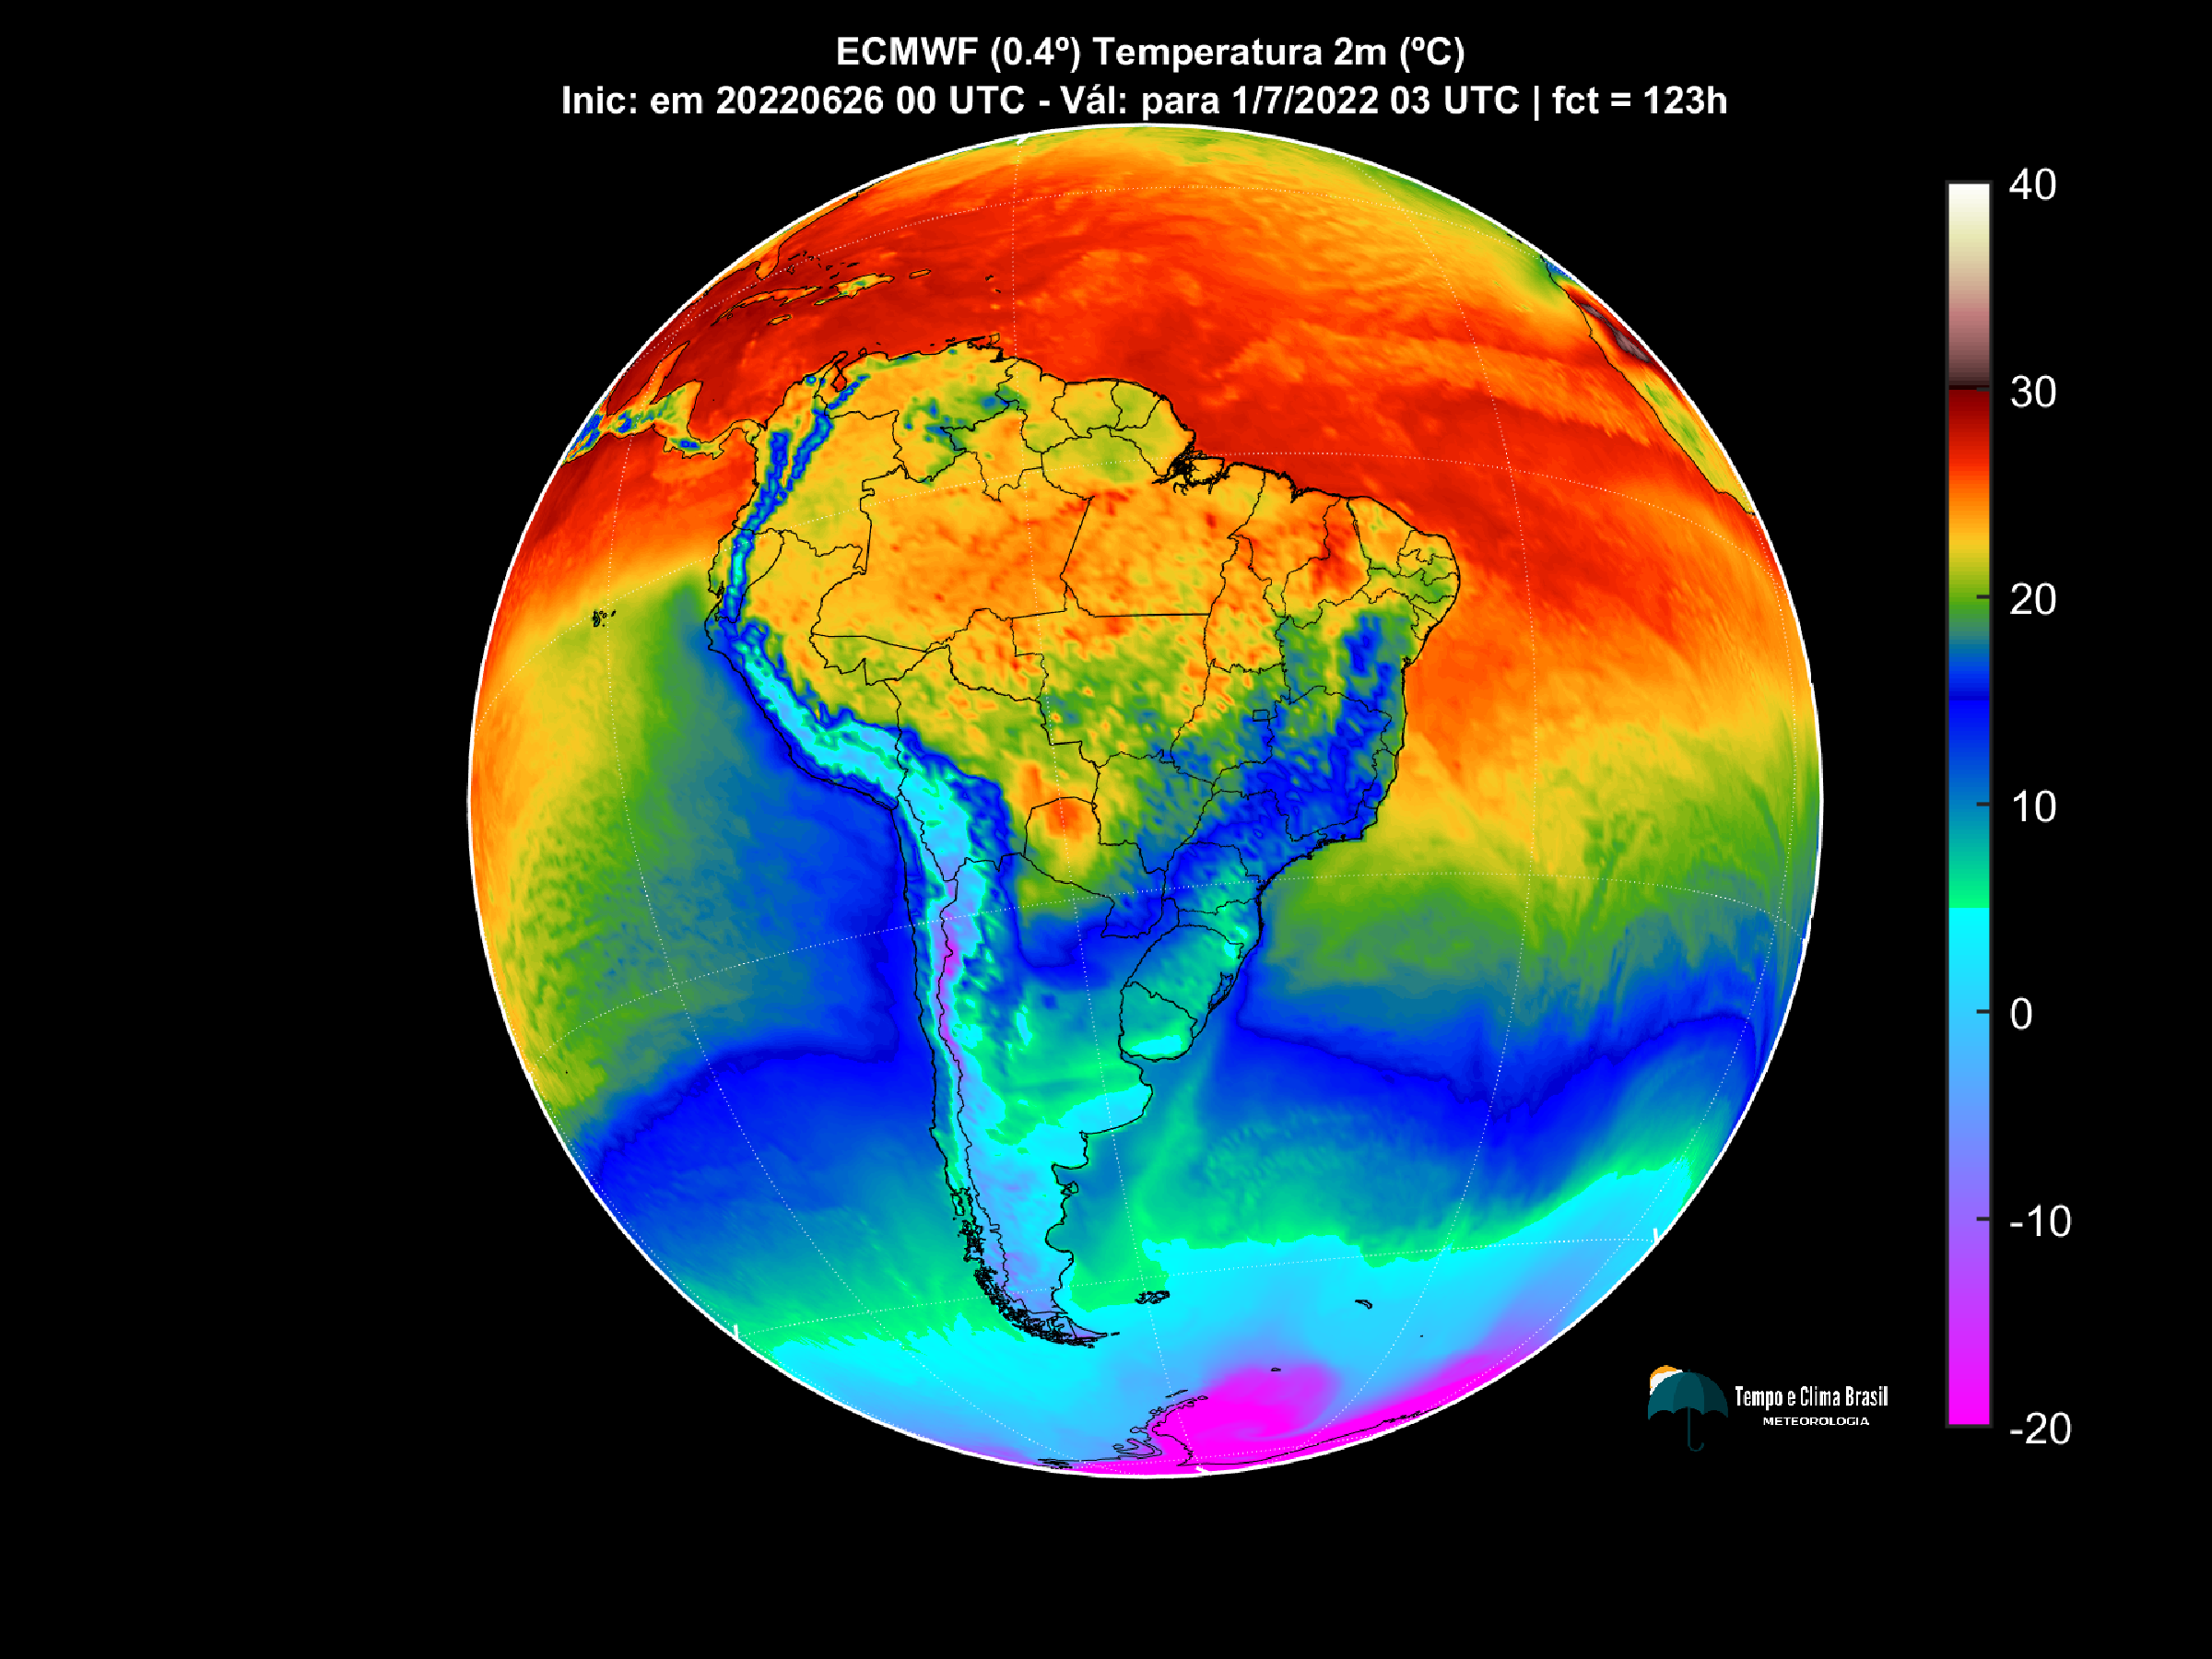 ECMWF (0.4º) Temperatura 2m (ºC)
Inic: em 20220626 00 UTC - Vál: para 1/7/2022 03 UTC | fct = 123h
40
30
20
10
0
-10
-20
Tempo e Clima Brasil
METEOROLOGIA